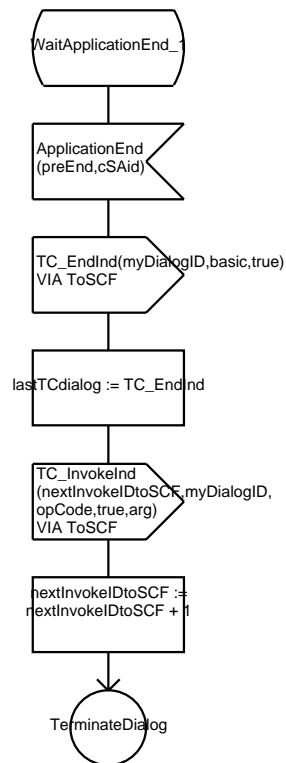 WaitApplicationEnd_1
ApplicationEnd
(preEnd,cSAid)
TC_EndInd(myDialogID,basic,true)
VIA ToSCF
lastTCdialog := TC_EndInd
TC_InvokeInd
(nextInvokeIDtoSCF,myDialogID,
opCode,true,arg)
VIA ToSCF
nextInvokeIDtoSCF :=
nextInvokeIDtoSCF + 1
TerminateDialog